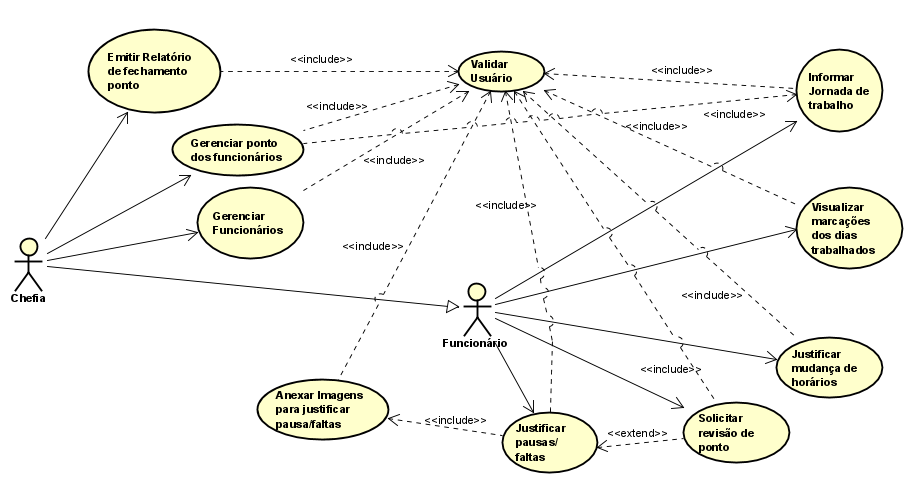 Emitir Relatório
de fechamento
ponto
<<include>>
Validar
Usuário
<<include>>
Informar
Jornada de
trabalho
<<include>>
<<include>>
<<include>>
Gerenciar ponto
dos funcionários
<<include>>
Gerenciar
Funcionários
<<include>>
Visualizar
marcações
dos dias
trabalhados
<<include>>
Chefia
<<include>>
Funcionário
Justificar
mudança de
horários
<<include>>
Anexar Imagens
para justificar
pausa/faltas
<<include>>
Justificar
pausas/
faltas
<<extend>>
Solicitar
revisão de
ponto